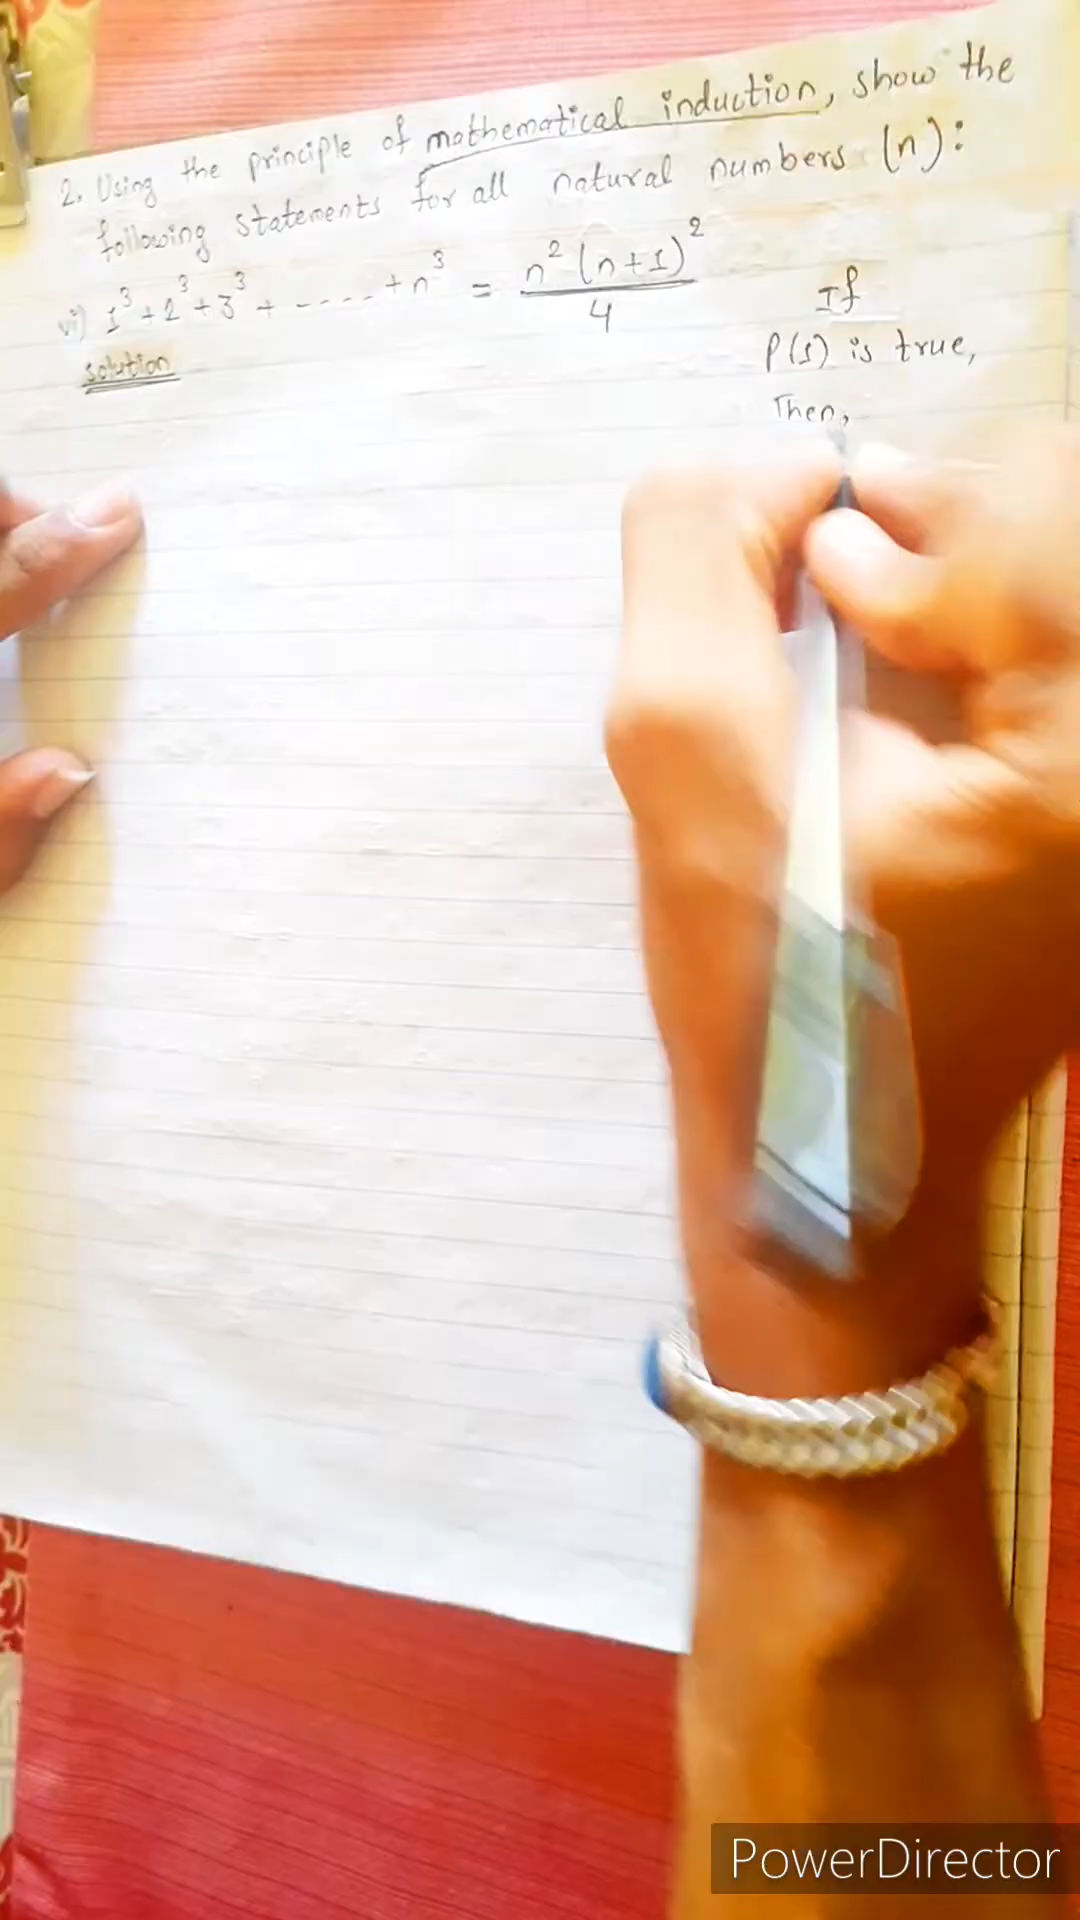 2. Using the principle of mathematical induction, show the
following statements for all natural numbers (n):
vi) 1³ + 2³ + 3³ + ----- + n³ = n²(n+1)²/4
solution
If
P(1) is true,
Then,
PowerDirector